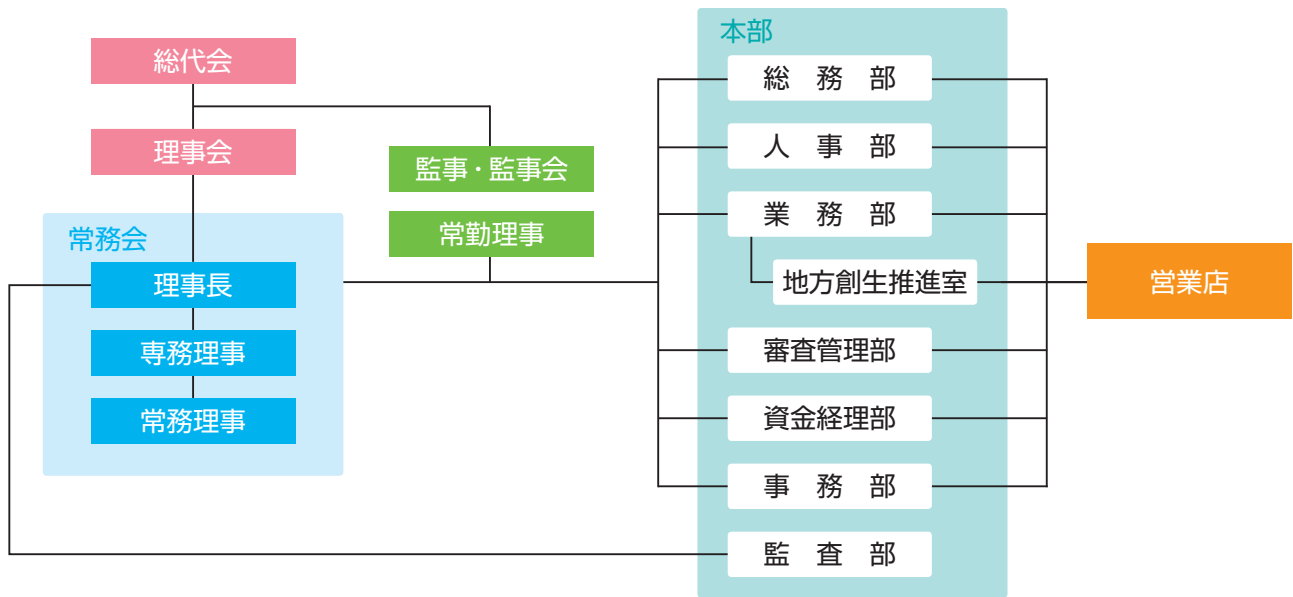 総代会
理事会
監事・監事会
常勤理事
常務会
理事長
専務理事
常務理事
本部
総　務　部
人　事　部
業　務　部
地方創生推進室
審査管理部
資金経理部
事　務　部
監　査　部
営業店